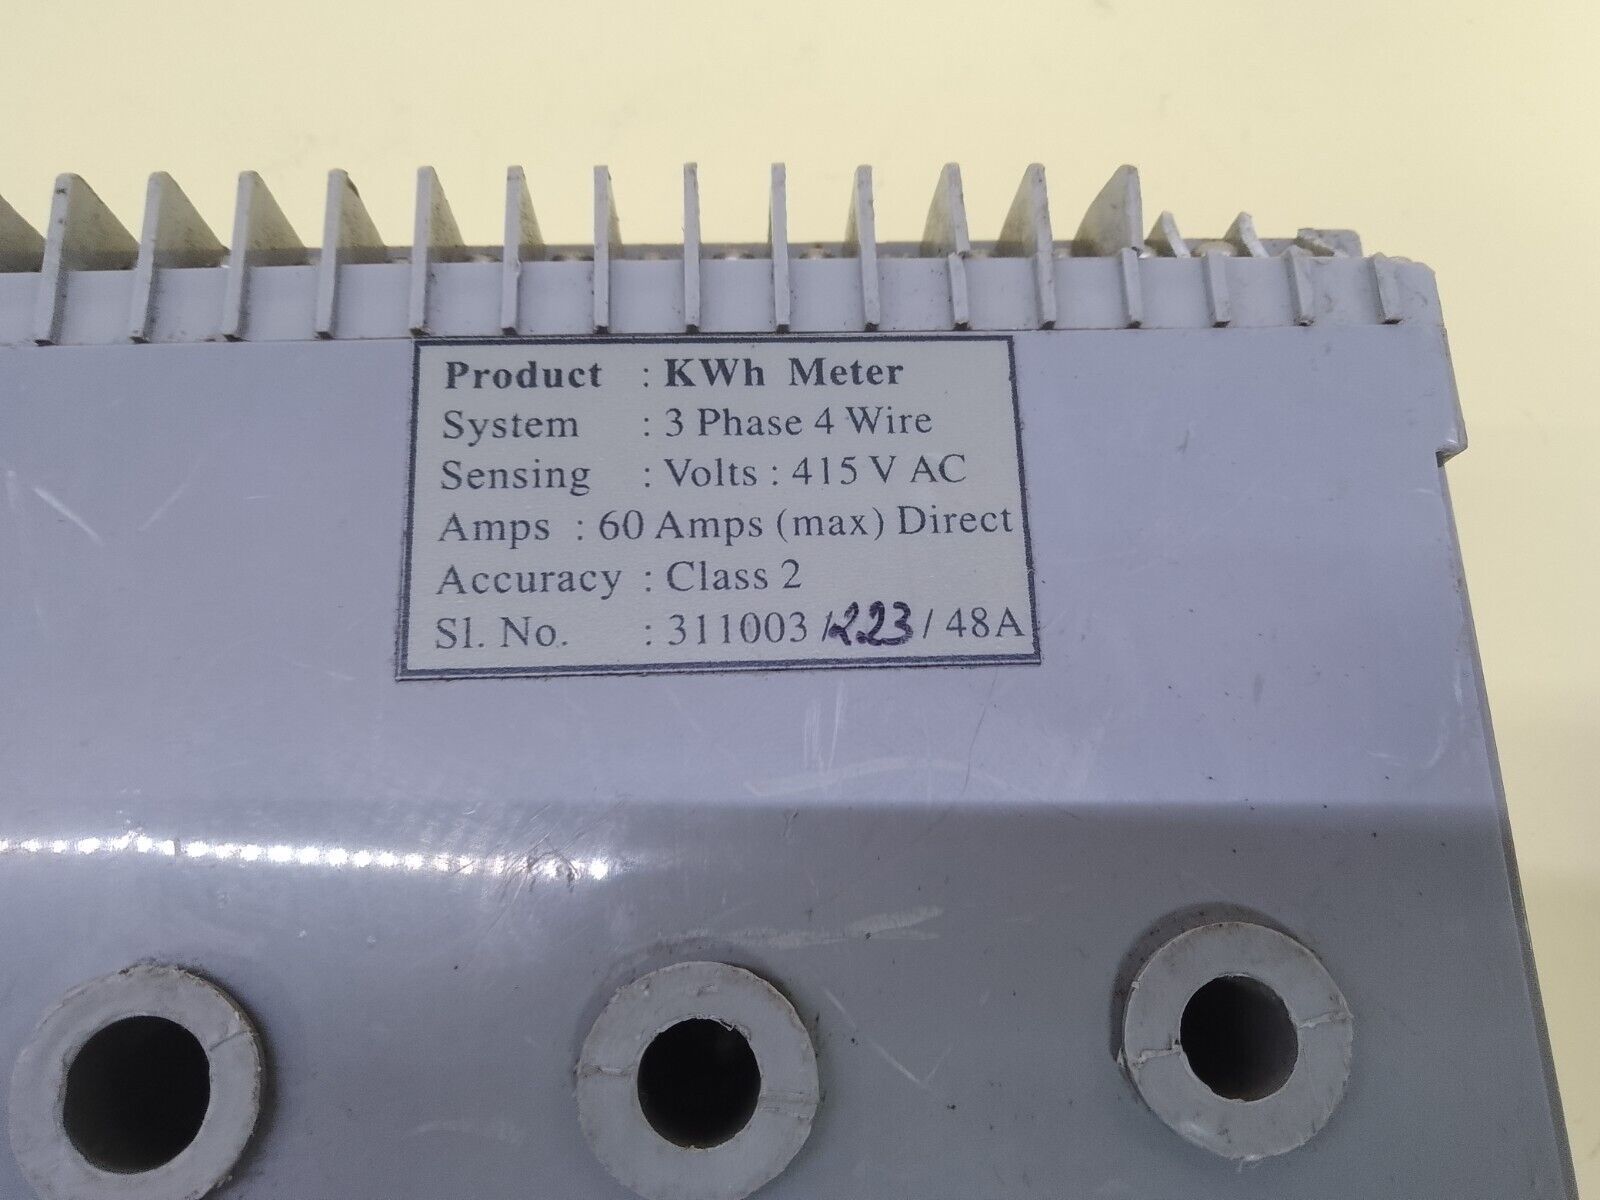 Product : KWh Meter
System : 3 Phase 4 Wire
Sensing : Volts : 415 V AC
Amps : 60 Amps (max) Direct
Accuracy : Class 2
Sl. No. : 311003 / 223 / 48A